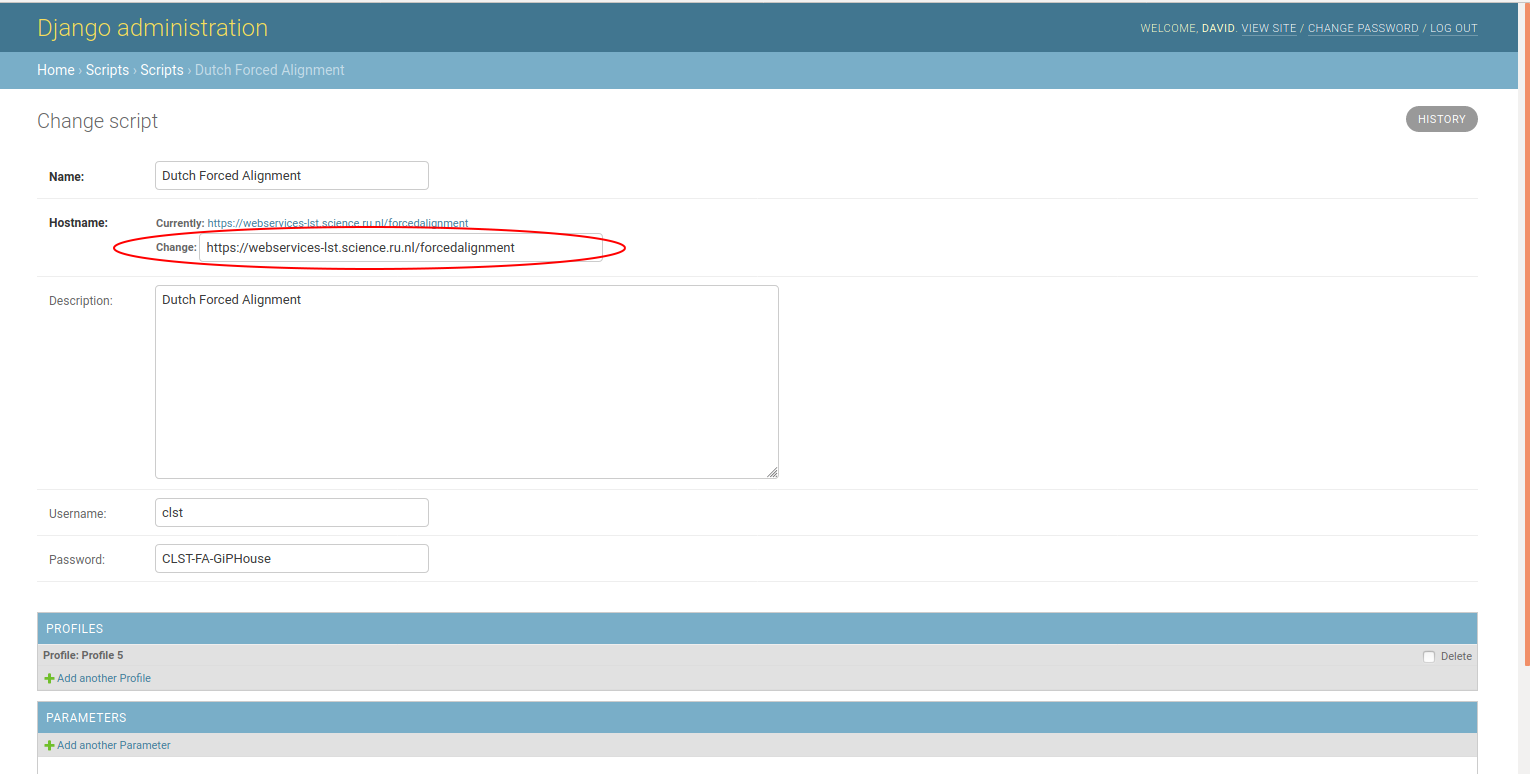 Django administration
WELCOME, DAVID. VIEW SITE / CHANGE PASSWORD / LOG OUT
Home › Scripts › Scripts › Dutch Forced Alignment
Change script
HISTORY
Name:
Dutch Forced Alignment
Hostname:
Currently: https://webservices-lst.science.ru.nl/forcedalignment
Change: https://webservices-lst.science.ru.nl/forcedalignment
Description:
Dutch Forced Alignment
Username:
clst
Password:
CLST-FA-GiPHouse
PROFILES
Profile: Profile 5
Delete
Add another Profile
PARAMETERS
Add another Parameter